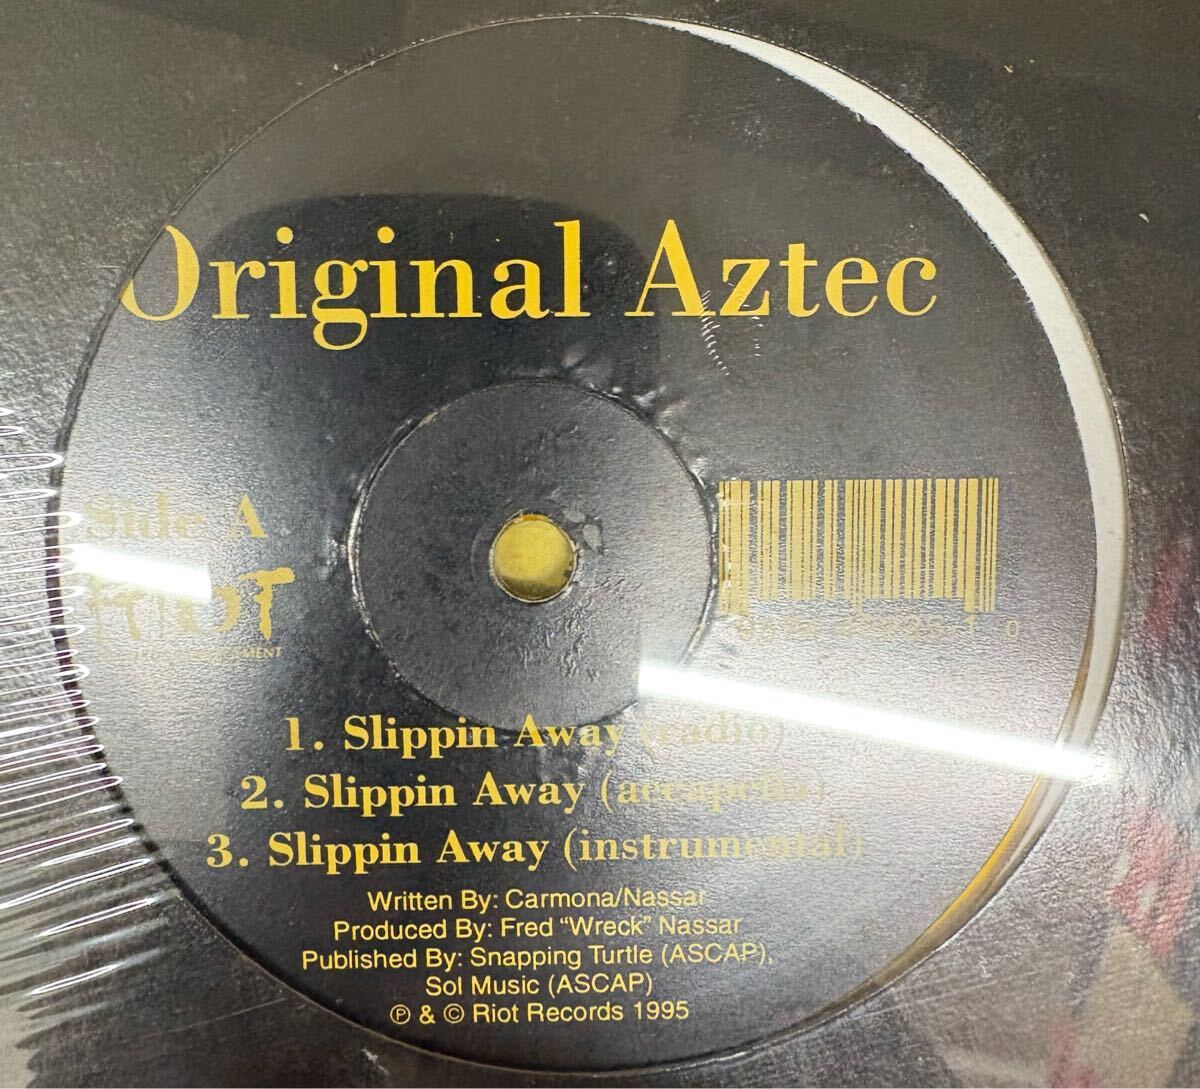 Original Aztec
Side A
RIOT
1. Slippin Away (radio)
2. Slippin Away (accapella)
3. Slippin Away (instrumental)
Written By: Carmona/Nassar
Produced By: Fred “Wreck” Nassar
Published By: Snapping Turtle (ASCAP),
Sol Music (ASCAP)
℗ & © Riot Records 1995